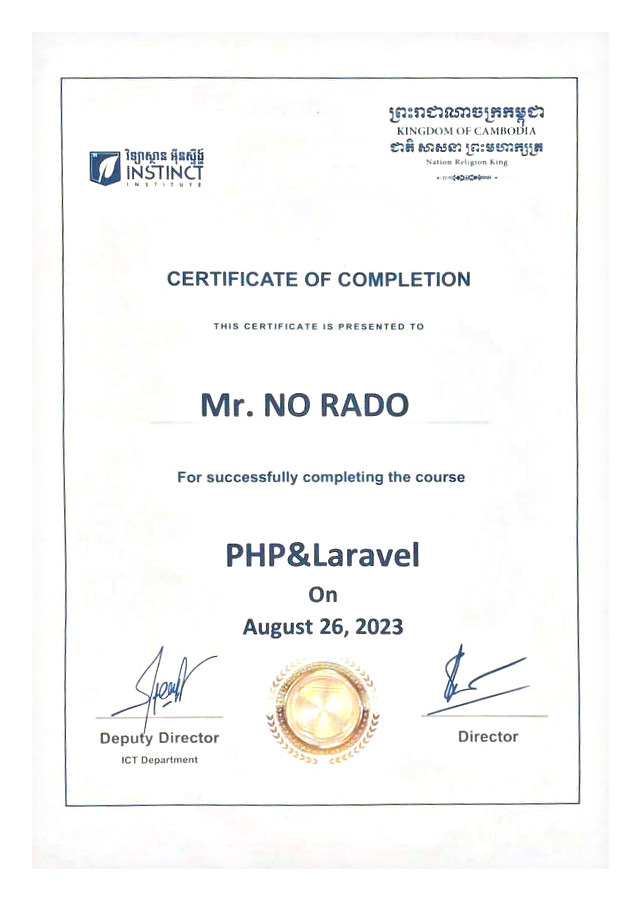 វិទ្យាស្ថាន អ៊ីនស្ទីង្គ
INSTINCT
INSTITUTE
ព្រះរាជាណាចក្រកម្ពុជា
KINGDOM OF CAMBODIA
ជាតិ សាសនា ព្រះមហាក្សត្រ
Nation Religion King
CERTIFICATE OF COMPLETION
THIS CERTIFICATE IS PRESENTED TO
Mr. NO RADO
For successfully completing the course
PHP&Laravel
On
August 26, 2023
Deputy Director
ICT Department
Director